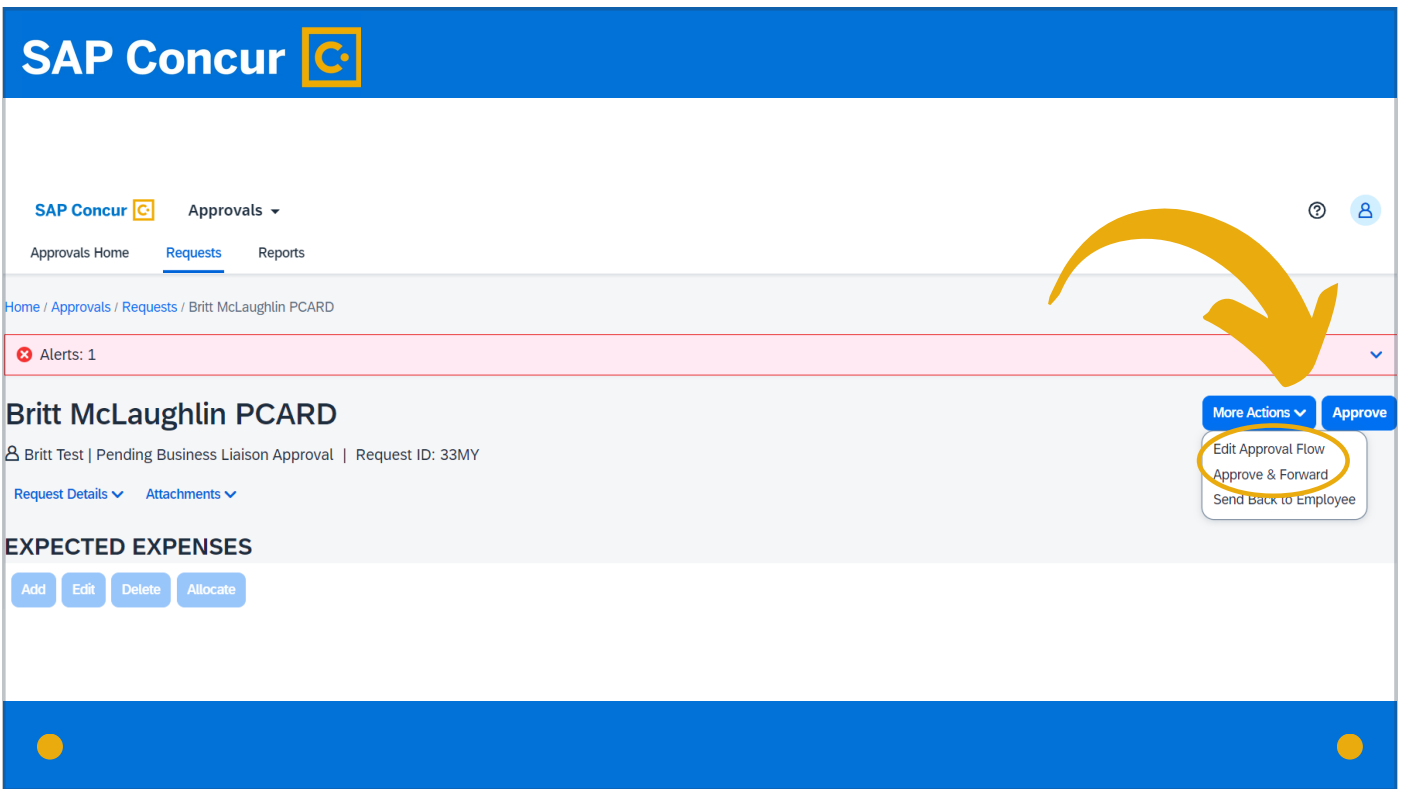 SAP Concur
SAP Concur Approvals
Approvals Home Requests Reports
Home / Approvals / Requests / Britt McLaughlin PCARD
Alerts: 1
Britt McLaughlin PCARD
More Actions Approve
Britt Test | Pending Business Liaison Approval | Request ID: 33MY
Edit Approval Flow
Approve & Forward
Send Back to Employee
Request Details Attachments
EXPECTED EXPENSES
Add Edit Delete Allocate